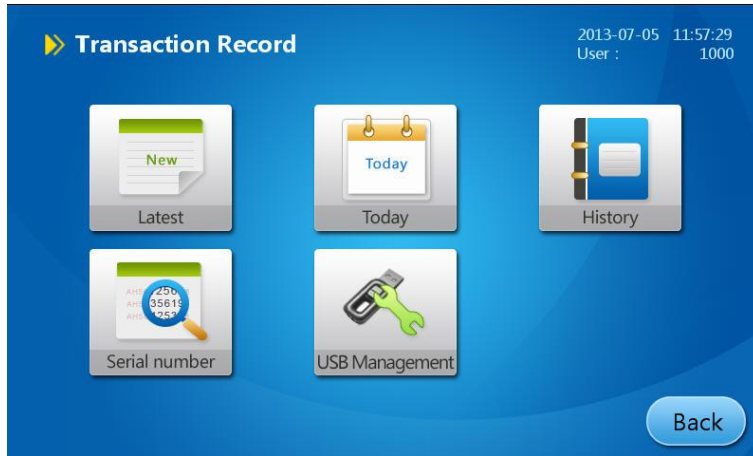 Transaction Record
2013-07-05 11:57:29
User : 1000
New
Latest
Today
Today
History
35619
Serial number
USB Management
Back